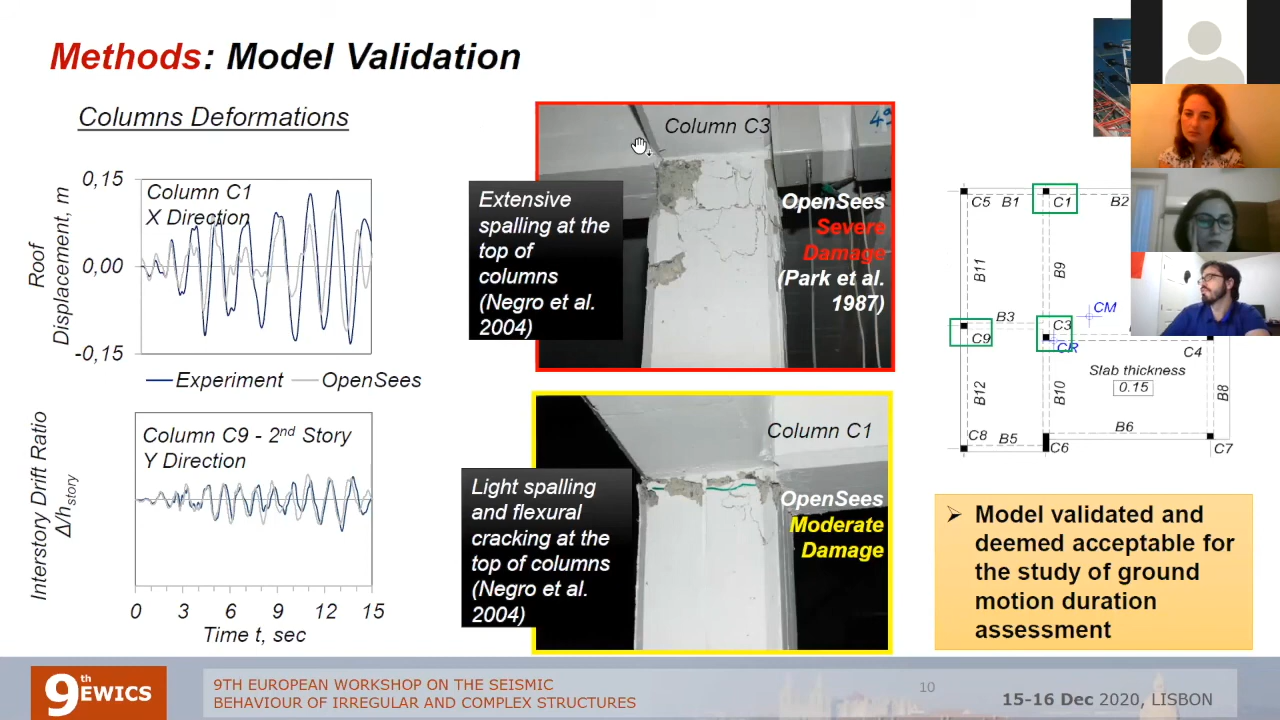 Methods: Model Validation
Columns Deformations
Roof
Displacement, m
0,15
0,00
-0,15
Column C1
X Direction
Experiment
OpenSees
Interstory Drift Ratio
Δ/hstory
Column C9 - 2nd Story
Y Direction
0 3 6 9 12 15
Time t, sec
Column C3
Extensive
spalling at the
top of
columns
(Negro et al.
2004)
OpenSees
Severe
Damage
(Park et al.
1987)
Column C1
Light spalling
and flexural
cracking at the
top of columns
(Negro et al.
2004)
OpenSees
Moderate
Damage
C5 B1 C1 B2
B11 B9
CM
B3 C3
C9 CR
C4
Slab thickness
0.15
B12 B10 B8
B6
C8 B5 C6 C7
➢ Model validated and
deemed acceptable for
the study of ground
motion duration
assessment
9th EWICS
9TH EUROPEAN WORKSHOP ON THE SEISMIC
BEHAVIOUR OF IRREGULAR AND COMPLEX STRUCTURES
10
15-16 Dec 2020, LISBON